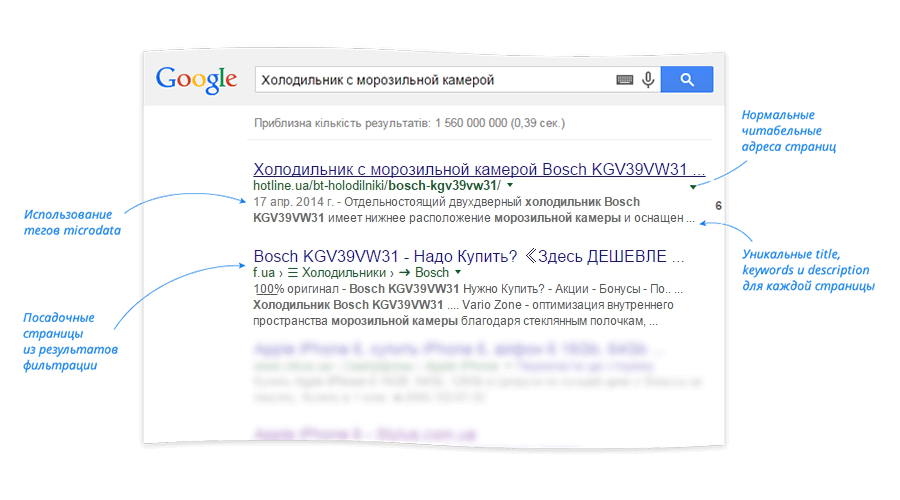 Google
Холодильник с морозильной камерой
Приблизна кількість результатів: 1 560 000 000 (0,39 сек.)
Нормальные
читабельные
адреса страниц
Холодильник с морозильной камерой Bosch KGV39VW31 ...
hotline.ua/bt-holodilniki/bosch-kgv39vw31/
17 апр. 2014 г. - Отдельностоящий двухдверный холодильник Bosch
KGV39VW31 имеет нижнее расположение морозильной камеры и оснащен ...
6
Использование
тегов microdata
Уникальные title,
keywords и description
для каждой страницы
Bosch KGV39VW31 - Надо Купить? 《Здесь ДЕШЕВЛЕ ...
f.ua › ☰ Холодильники › ➔ Bosch
100% оригинал - Bosch KGV39VW31 Нужно Купить? - Акции - Бонусы - По.. ...
Холодильник Bosch KGV39VW31 .... Vario Zone - оптимизация внутреннего
пространства морозильной камеры благодаря стеклянным полочкам, ...
Посадочные
страницы
из результатов
фильтрации